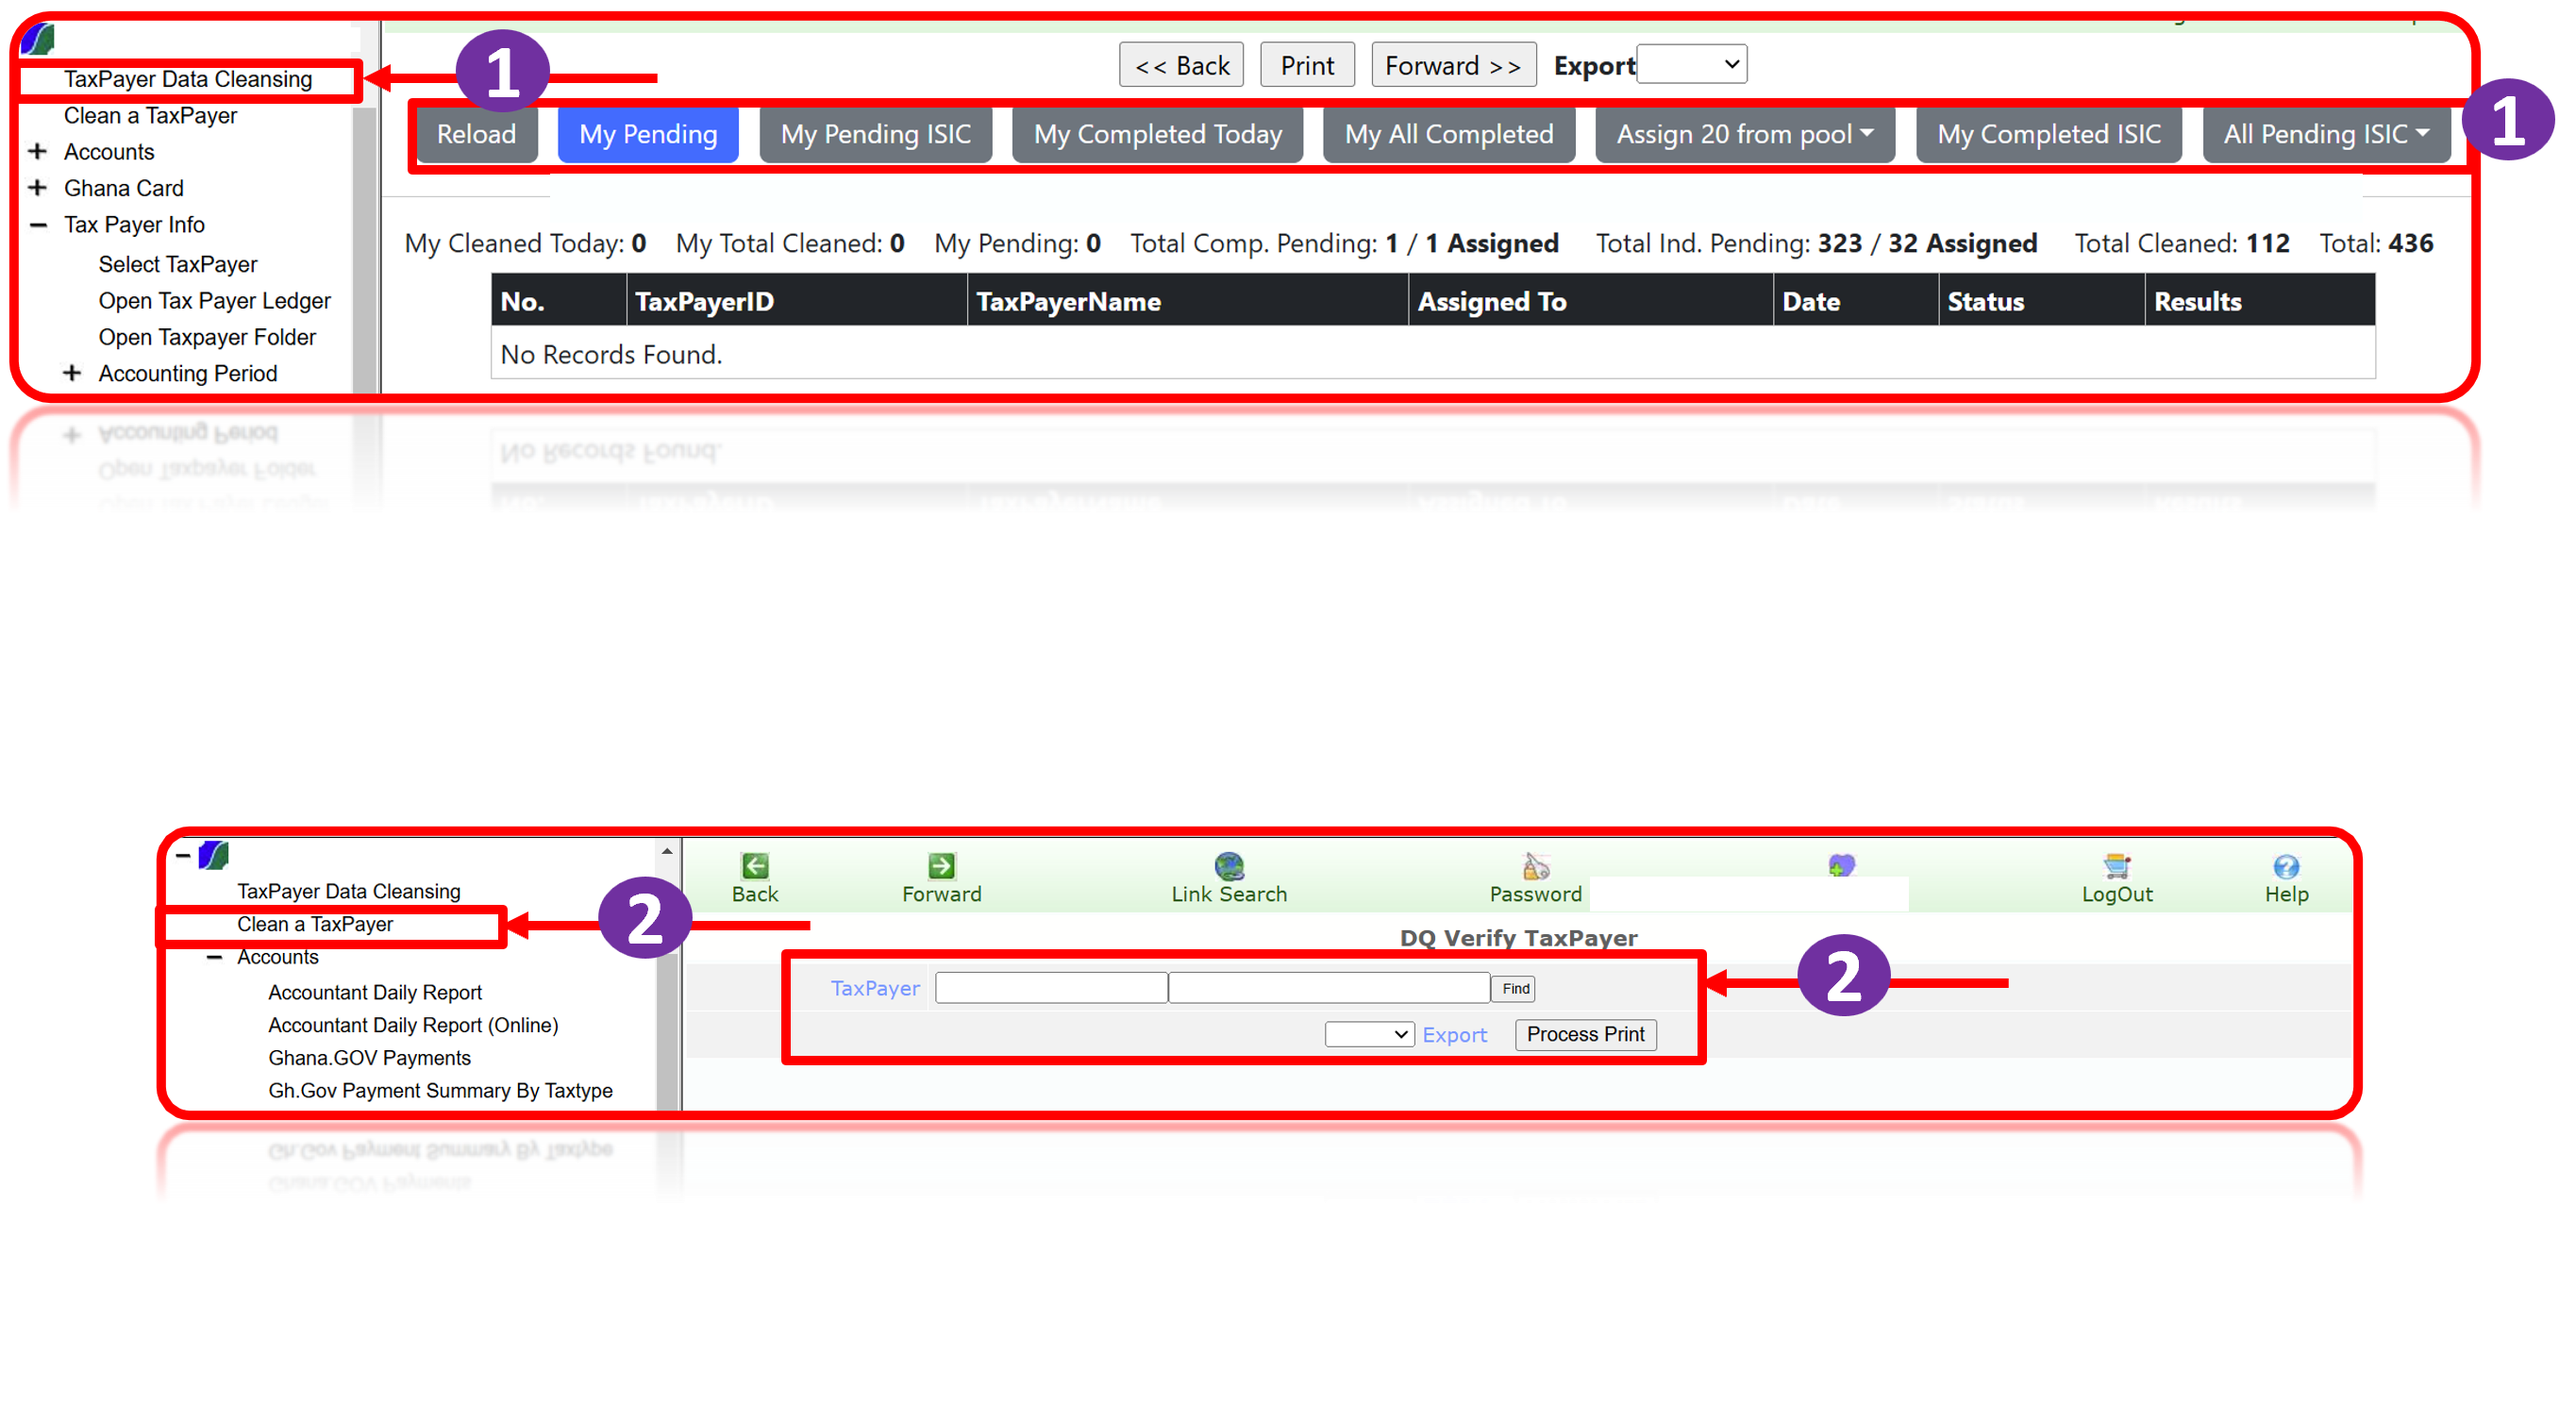 TaxPayer Data Cleansing
Clean a TaxPayer
+ Accounts
+ Ghana Card
− Tax Payer Info
Select TaxPayer
Open Tax Payer Ledger
Open Taxpayer Folder
+ Accounting Period
1
<< Back Print Forward >> Export
Reload My Pending My Pending ISIC My Completed Today My All Completed Assign 20 from pool My Completed ISIC All Pending ISIC
1
My Cleaned Today: 0 My Total Cleaned: 0 My Pending: 0 Total Comp. Pending: 1 / 1 Assigned Total Ind. Pending: 323 / 32 Assigned Total Cleaned: 112 Total: 436
No. TaxPayerID TaxPayerName Assigned To Date Status Results
No Records Found.
TaxPayer Data Cleansing
Clean a TaxPayer
− Accounts
Accountant Daily Report
Accountant Daily Report (Online)
Ghana.GOV Payments
Gh.Gov Payment Summary By Taxtype
2
Back Forward Link Search Password LogOut Help
DQ Verify TaxPayer
TaxPayer Find
Export Process Print
2